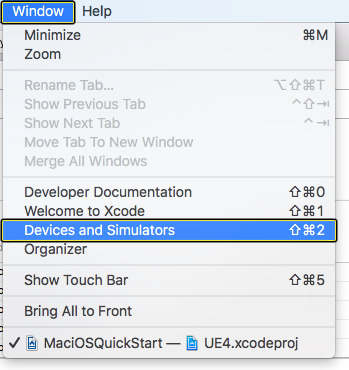 Window Help
Minimize ⌘M
Zoom
Rename Tab... ⌥⇧⌘T
Show Previous Tab ^⇧⇥
Show Next Tab ^⇥
Move Tab To New Window
Merge All Windows
Developer Documentation ⇧⌘0
Welcome to Xcode ⇧⌘1
Devices and Simulators ⇧⌘2
Organizer
Show Touch Bar ⇧⌘5
Bring All to Front
✓ MaciOSQuickStart — UE4.xcodeproj